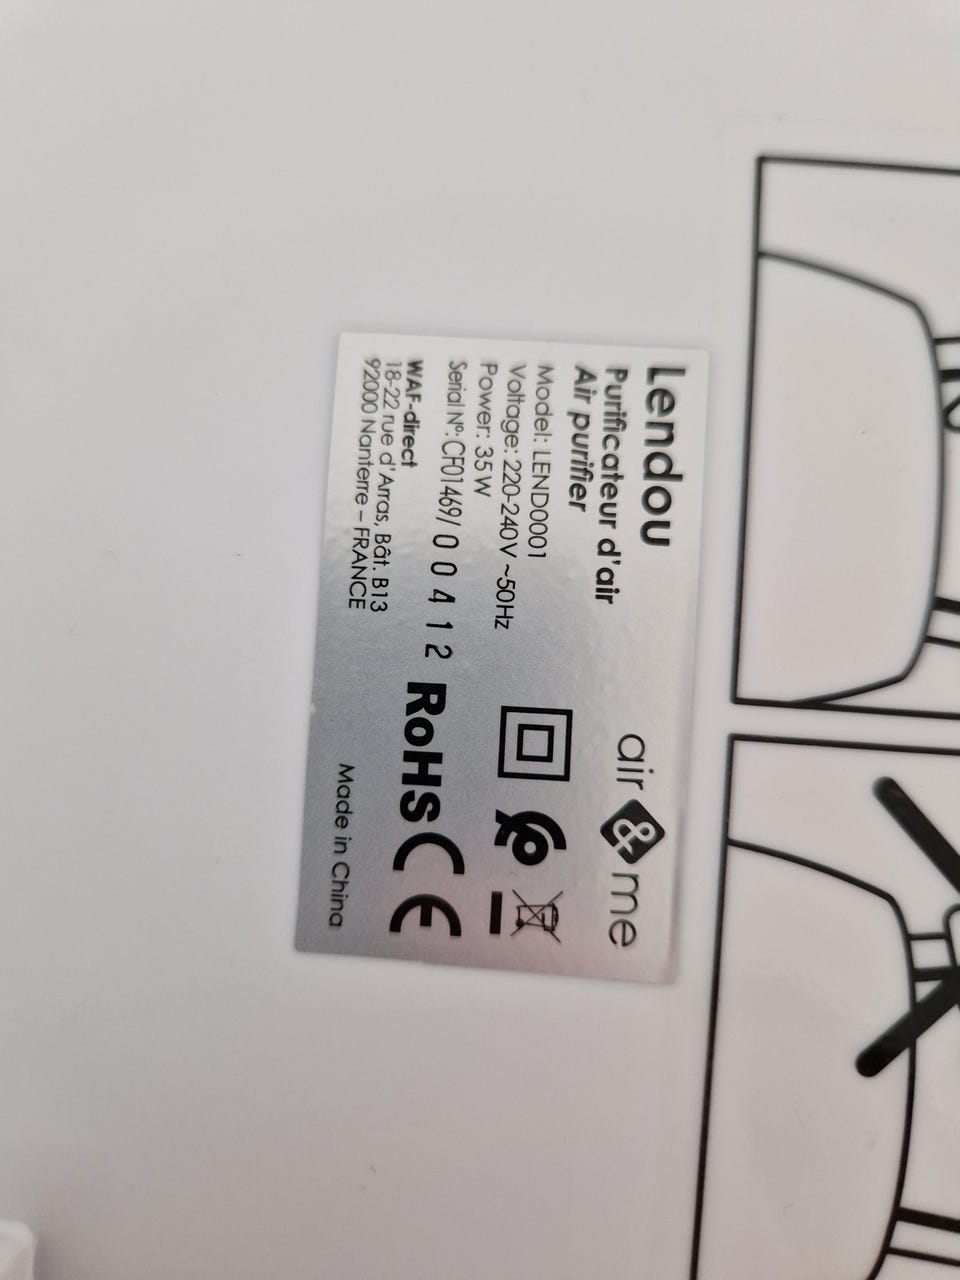 Lendou
Purificateur d'air
Air purifier
air&me
Model: LEND0001
Voltage: 220-240V ~50Hz
Power: 35W
Serial N°: CF01469/ 0 0 4 1 2
WAF-direct
18-22 rue d'Arras, Bât. B13
92000 Nanterre – FRANCE
RoHS CE
Made in China